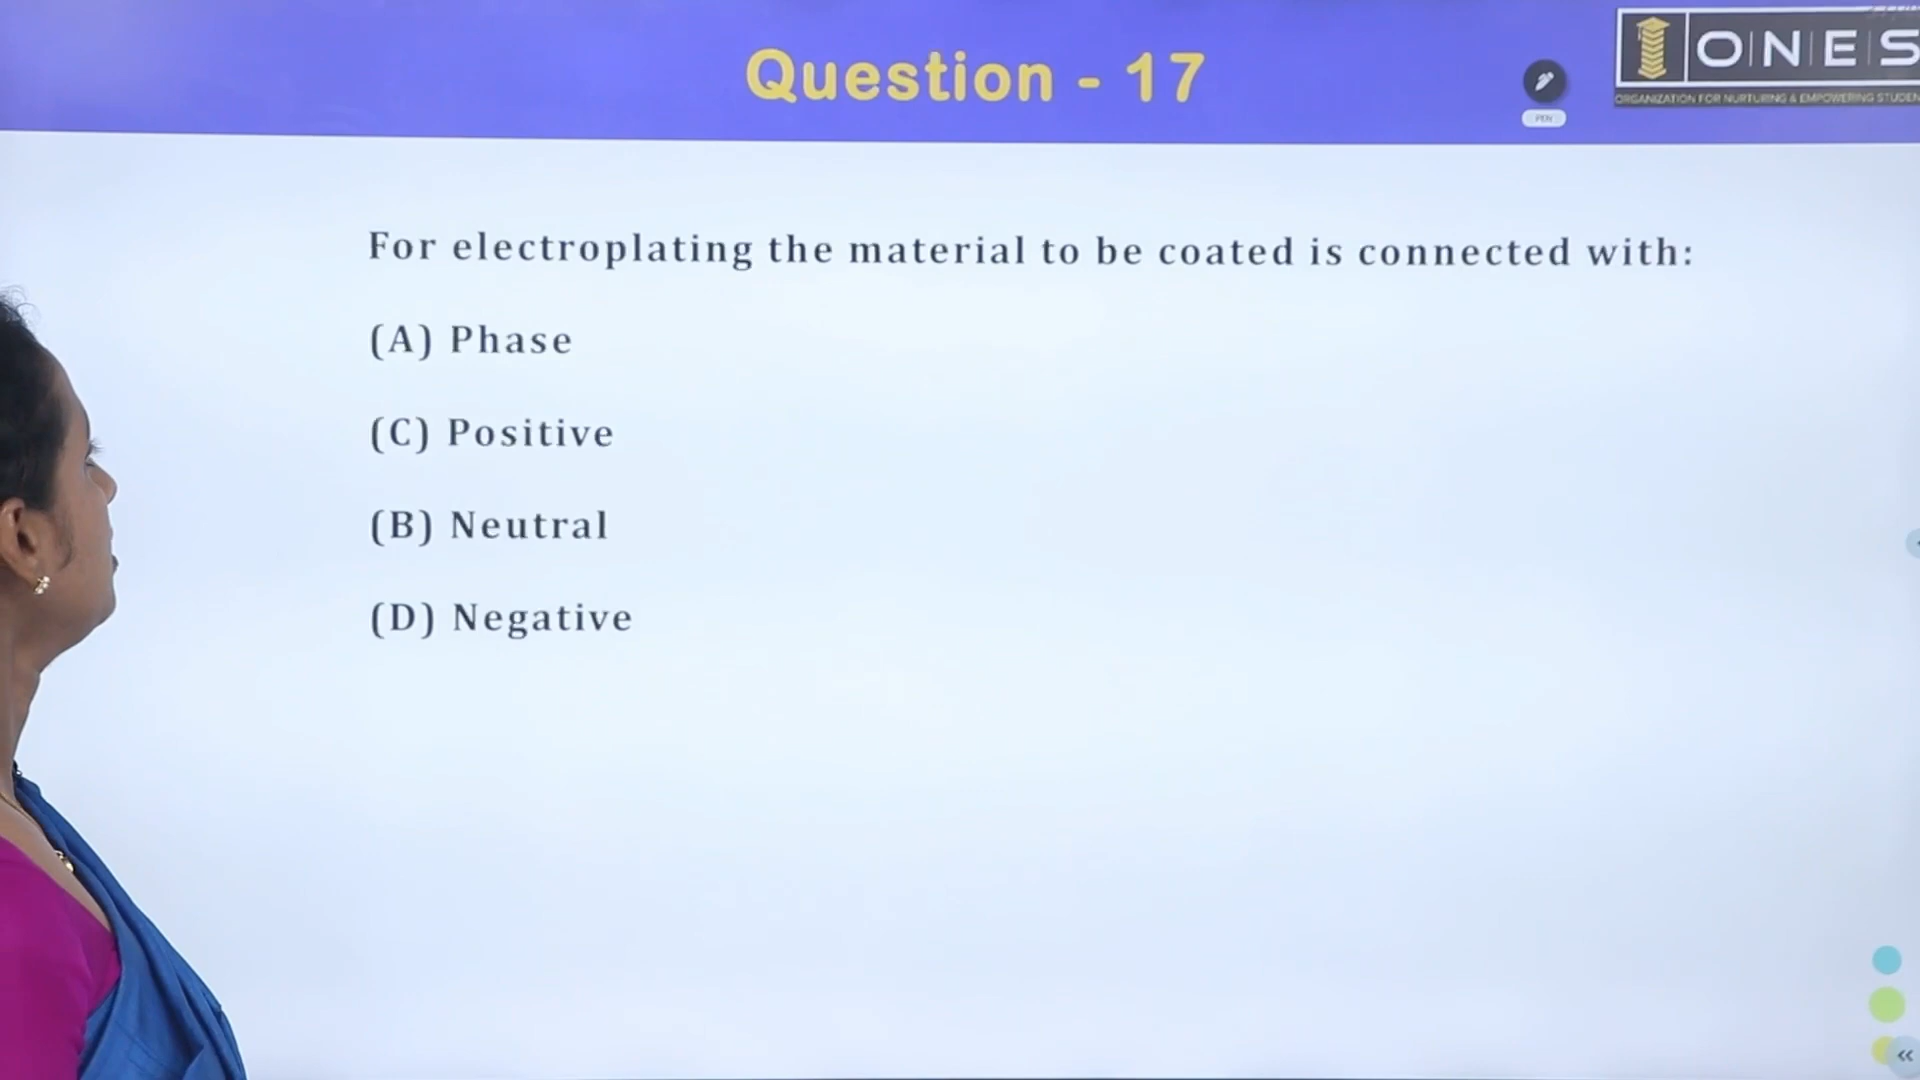 Question - 17
PEN
ONES
ORGANIZATION FOR NURTURING & EMPOWERING STUDEN
For electroplating the material to be coated is connected with:
(A) Phase
(C) Positive
(B) Neutral
(D) Negative